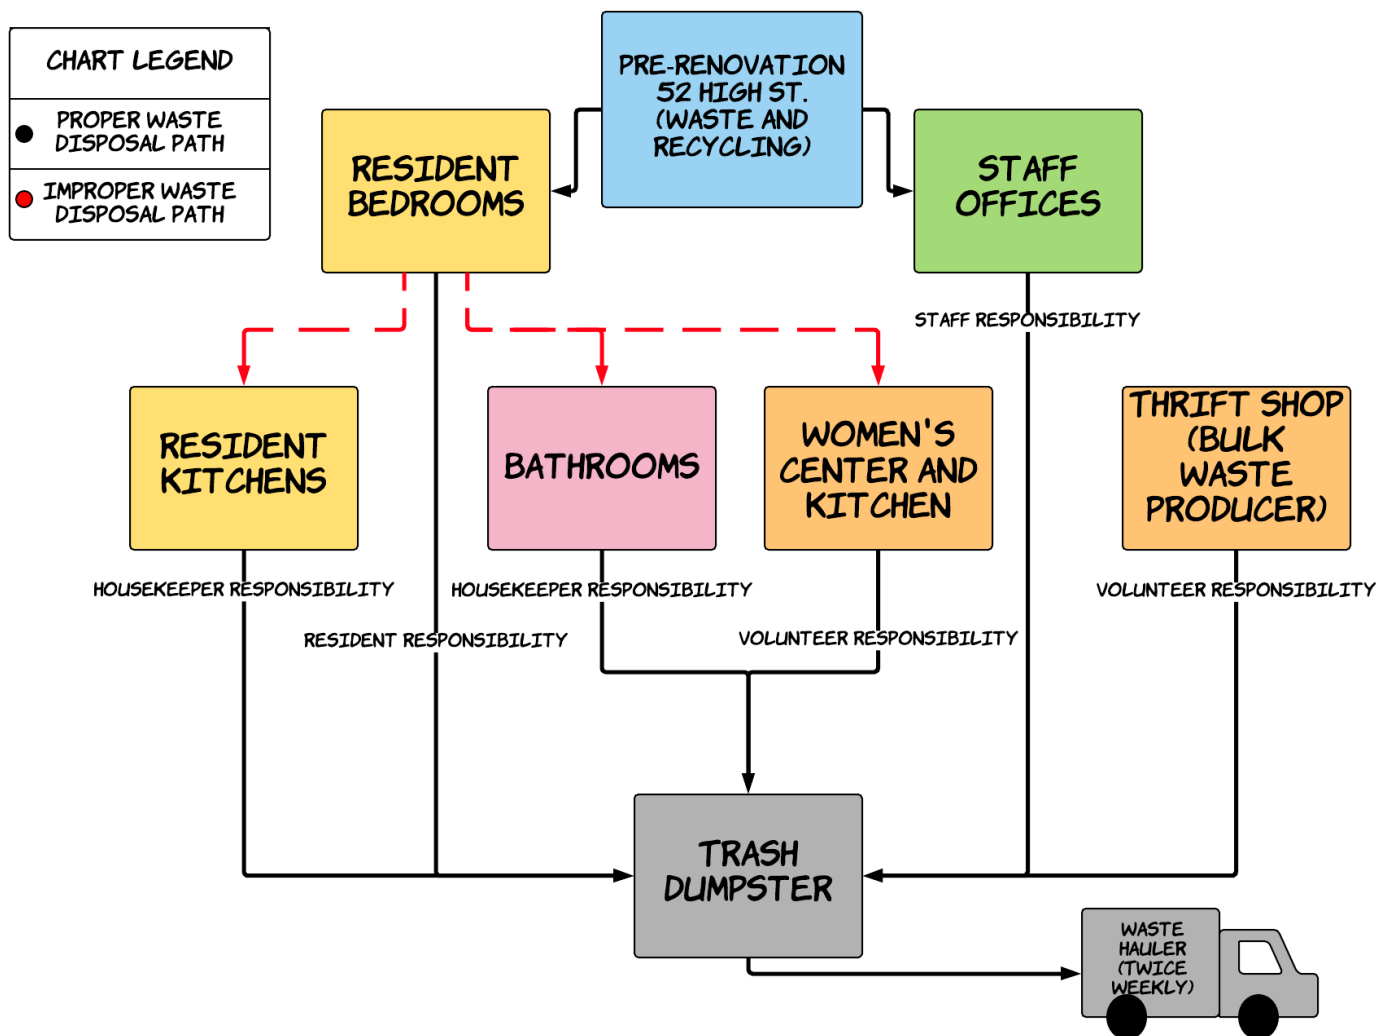 CHART LEGEND
PROPER WASTE
DISPOSAL PATH
IMPROPER WASTE
DISPOSAL PATH
PRE-RENOVATION
52 HIGH ST.
(WASTE AND
RECYCLING)
RESIDENT
BEDROOMS
STAFF
OFFICES
STAFF RESPONSIBILITY
RESIDENT
KITCHENS
BATHROOMS
WOMEN'S
CENTER AND
KITCHEN
THRIFT SHOP
(BULK
WASTE
PRODUCER)
HOUSEKEEPER RESPONSIBILITY
HOUSEKEEPER RESPONSIBILITY
VOLUNTEER RESPONSIBILITY
RESIDENT RESPONSIBILITY
VOLUNTEER RESPONSIBILITY
TRASH
DUMPSTER
WASTE
HAULER
(TWICE
WEEKLY)